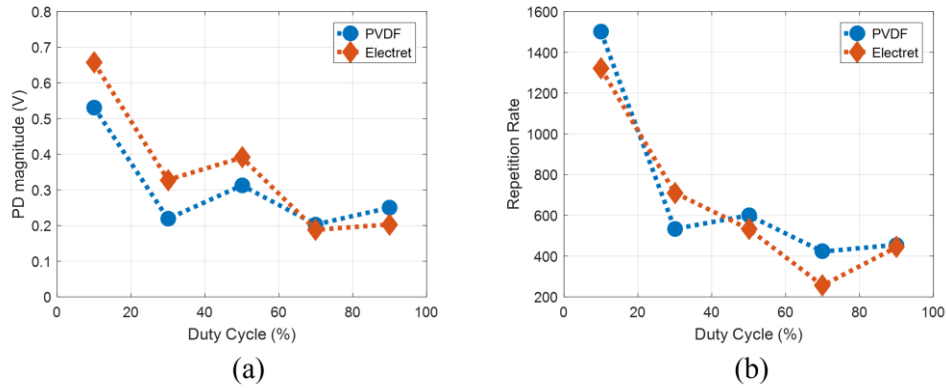 0.8
0.7
0.6
0.5
0.4
0.3
0.2
0.1
0
PD magnitude (V)
PVDF
Electret
0 20 40 60 80 100
Duty Cycle (%)
(a)
1600
1400
1200
1000
800
600
400
200
Repetition Rate
PVDF
Electret
0 20 40 60 80 100
Duty Cycle (%)
(b)